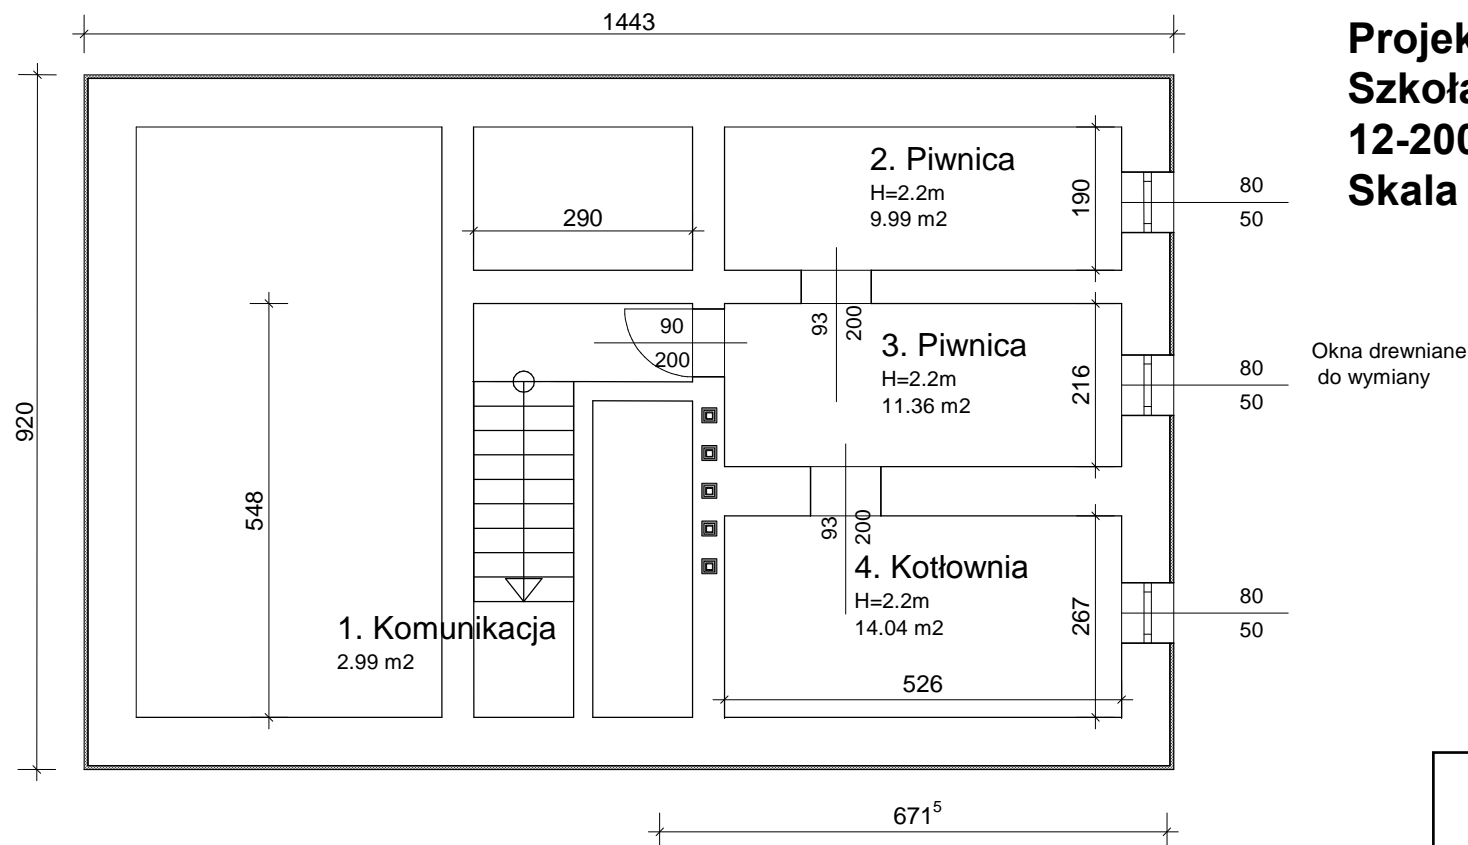 1443
Projek
Szkoła
12-200
Skala
2. Piwnica
H=2.2m
9.99 m2
190
80
50
290
93
200
90
200
3. Piwnica
H=2.2m
11.36 m2
216
80
50
Okna drewniane
do wymiany
920
548
93
200
4. Kotłownia
H=2.2m
14.04 m2
267
80
50
1. Komunikacja
2.99 m2
526
671⁵